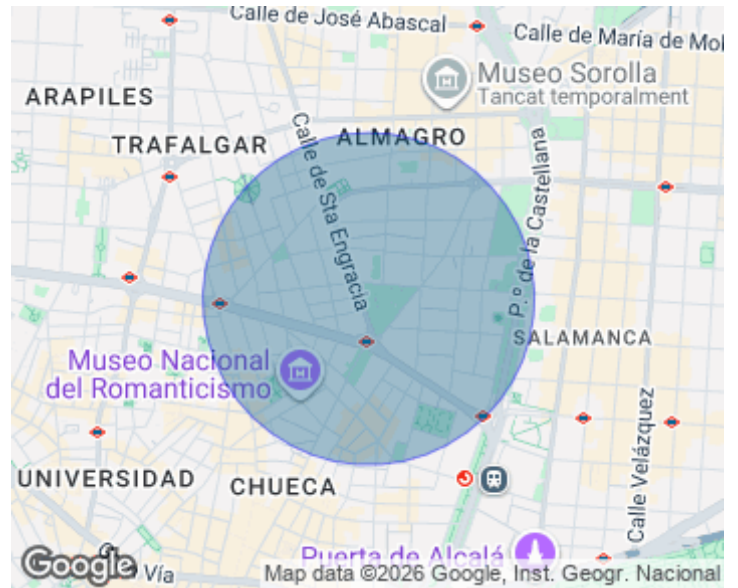 Calle de José Abascal
Calle de María de Mol
Museo Sorolla
Tancat temporalment
ARAPILES
TRAFALGAR
ALMAGRO
Calle de Sta Engracia
P.º de la Castellana
SALAMANCA
Museo Nacional
del Romanticismo
Calle Velázquez
UNIVERSIDAD
CHUECA
Puerta de Alcalá
Vía
Google
Map data ©2026 Google, Inst. Geogr. Nacional